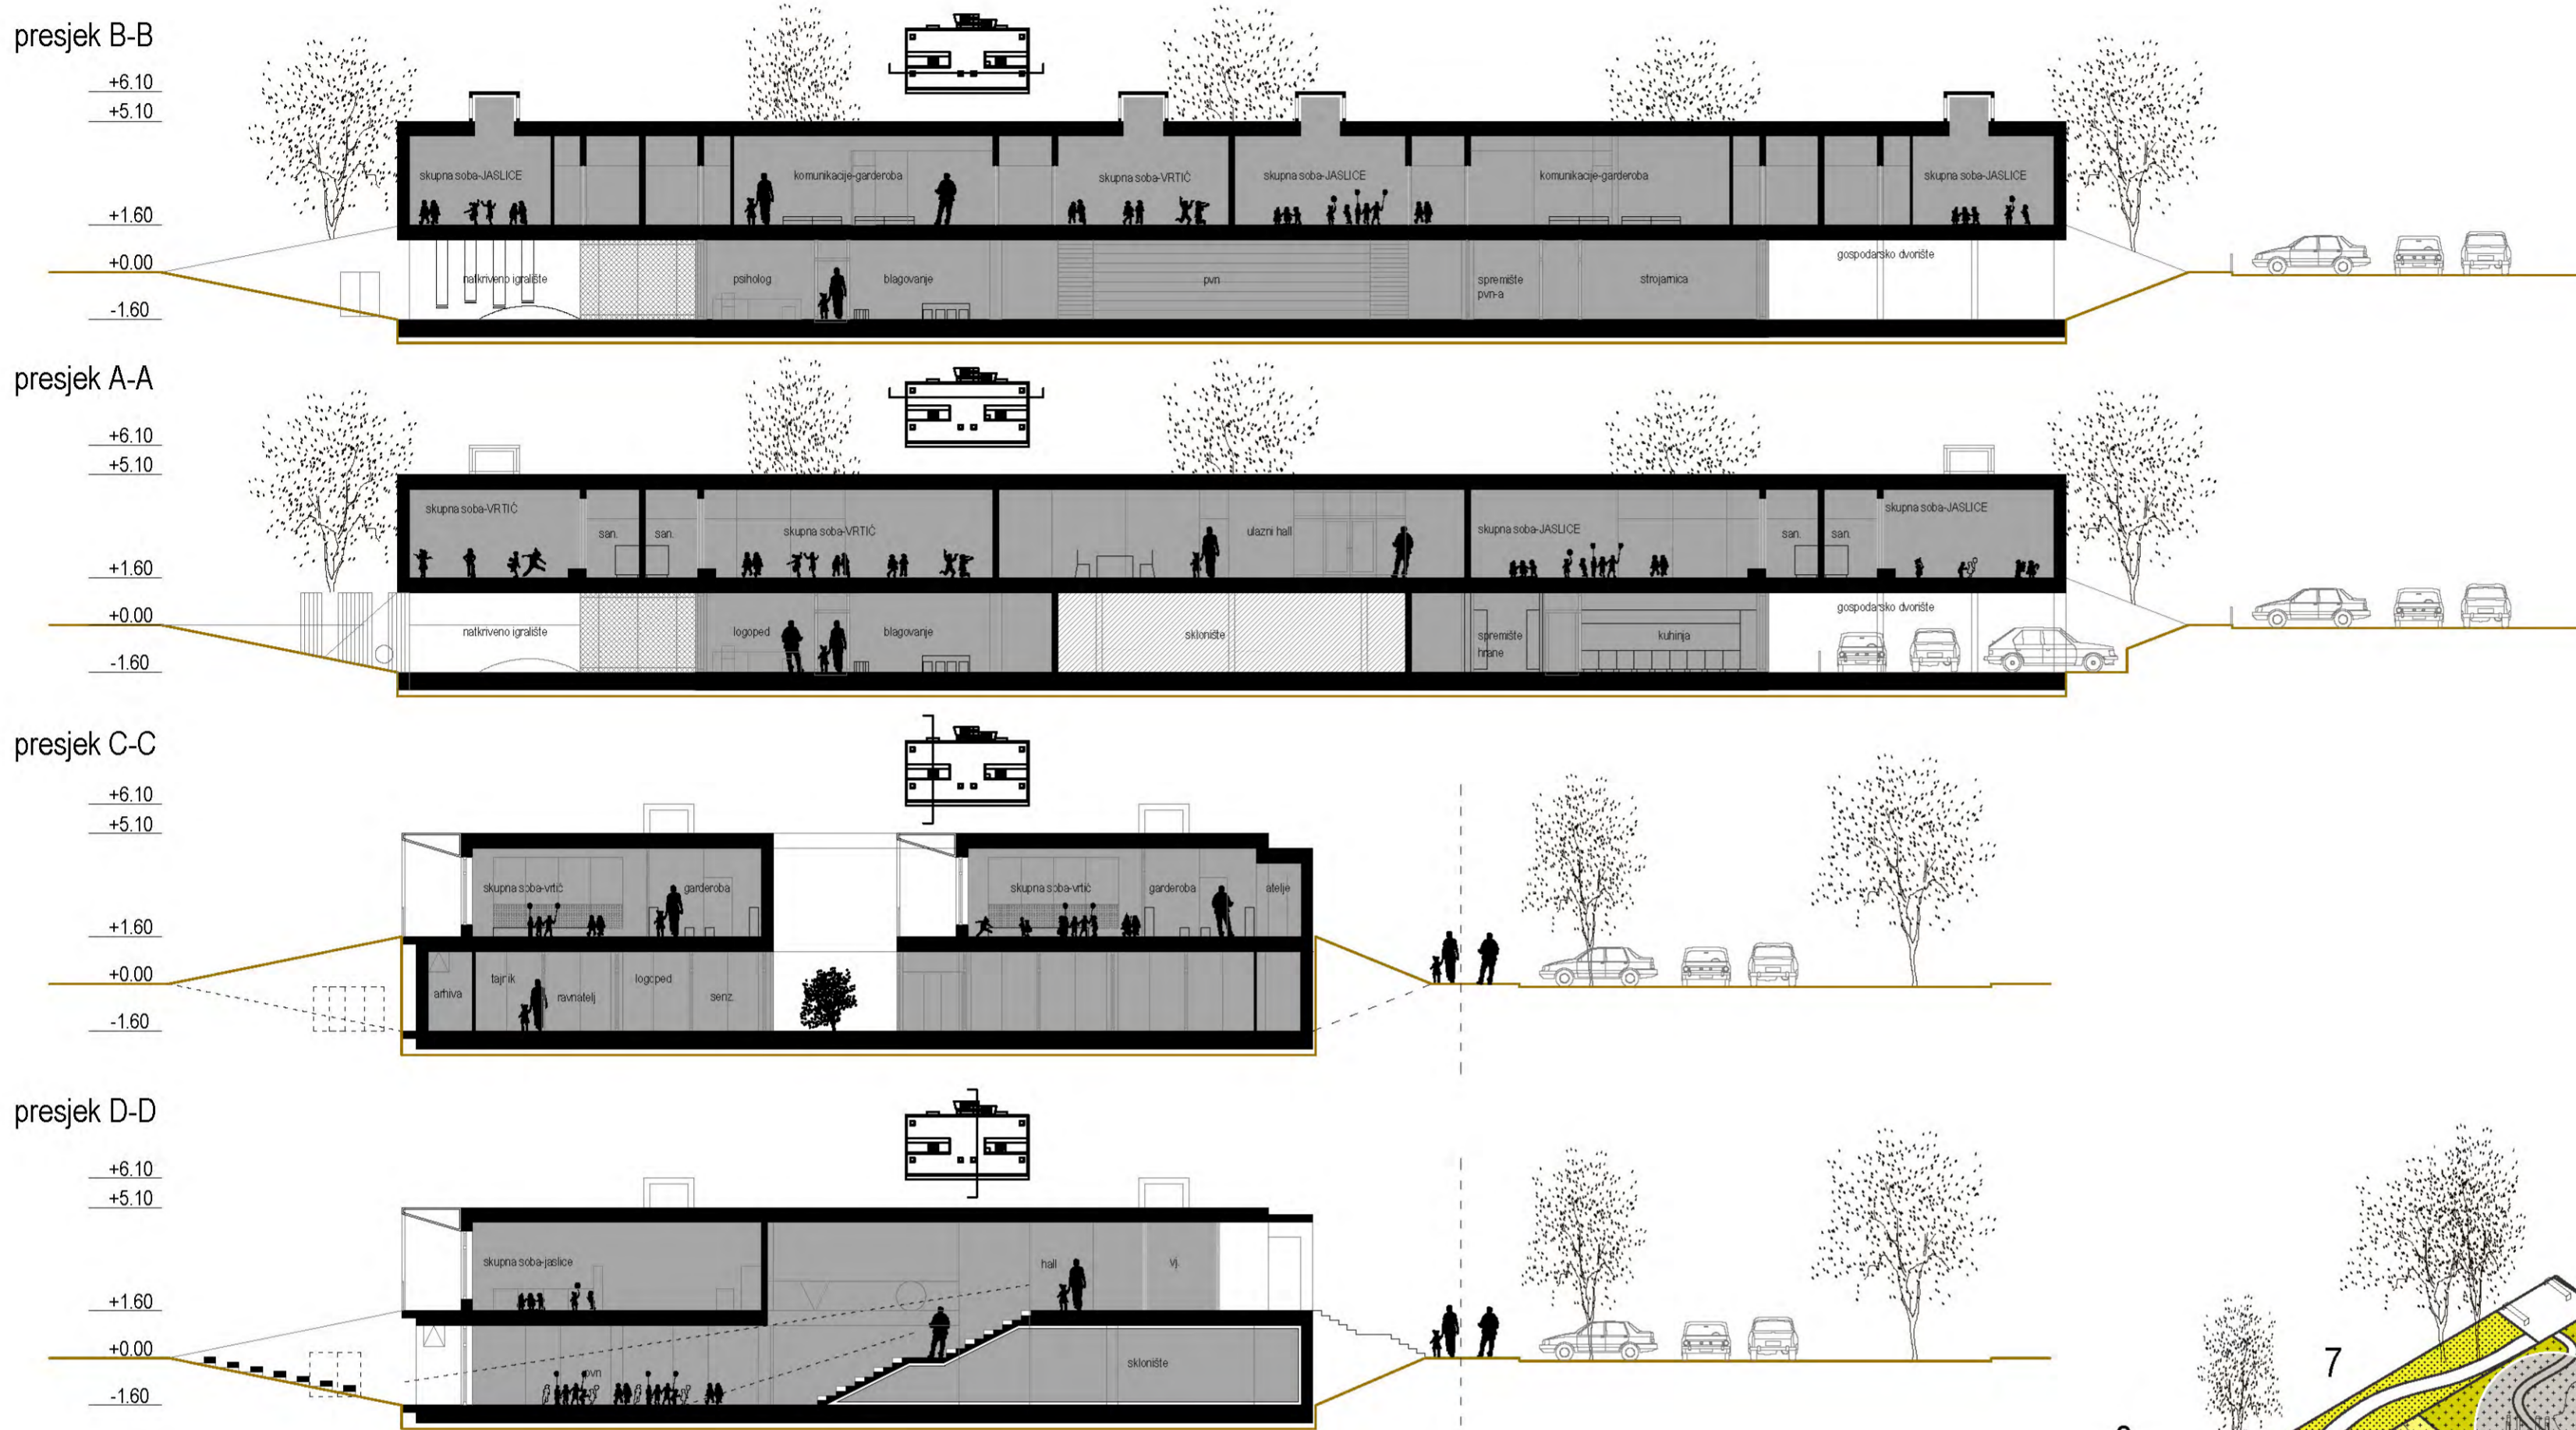 presjek B-B
+6.10
+5.10
+1.60
+0.00
-1.60
skupna soba-JASLICE
komunikacije-garderoba
skupna soba-VRTIĆ
skupna soba-JASLICE
komunikacije-garderoba
skupna soba-JASLICE
natkriveno igralište
psiholog
blagovanje
pvn
spremište
pvn-a
strojarnica
gospodarsko dvorište
presjek A-A
+6.10
+5.10
+1.60
+0.00
-1.60
skupna soba-VRTIĆ
san.
san.
skupna soba-VRTIĆ
ulazni hall
skupna soba-JASLICE
san.
san.
skupna soba-JASLICE
natkriveno igralište
logoped
blagovanje
sklonište
spremište
hrane
kuhinja
gospodarsko dvorište
presjek C-C
+6.10
+5.10
+1.60
+0.00
-1.60
skupna soba-vrtić
garderoba
skupna soba-vrtić
garderoba
atelje
arhiva
tajnik
ravnatelj
logoped
senz.
presjek D-D
+6.10
+5.10
+1.60
+0.00
-1.60
skupna soba-jaslice
hall
vj.
pvn
sklonište
7